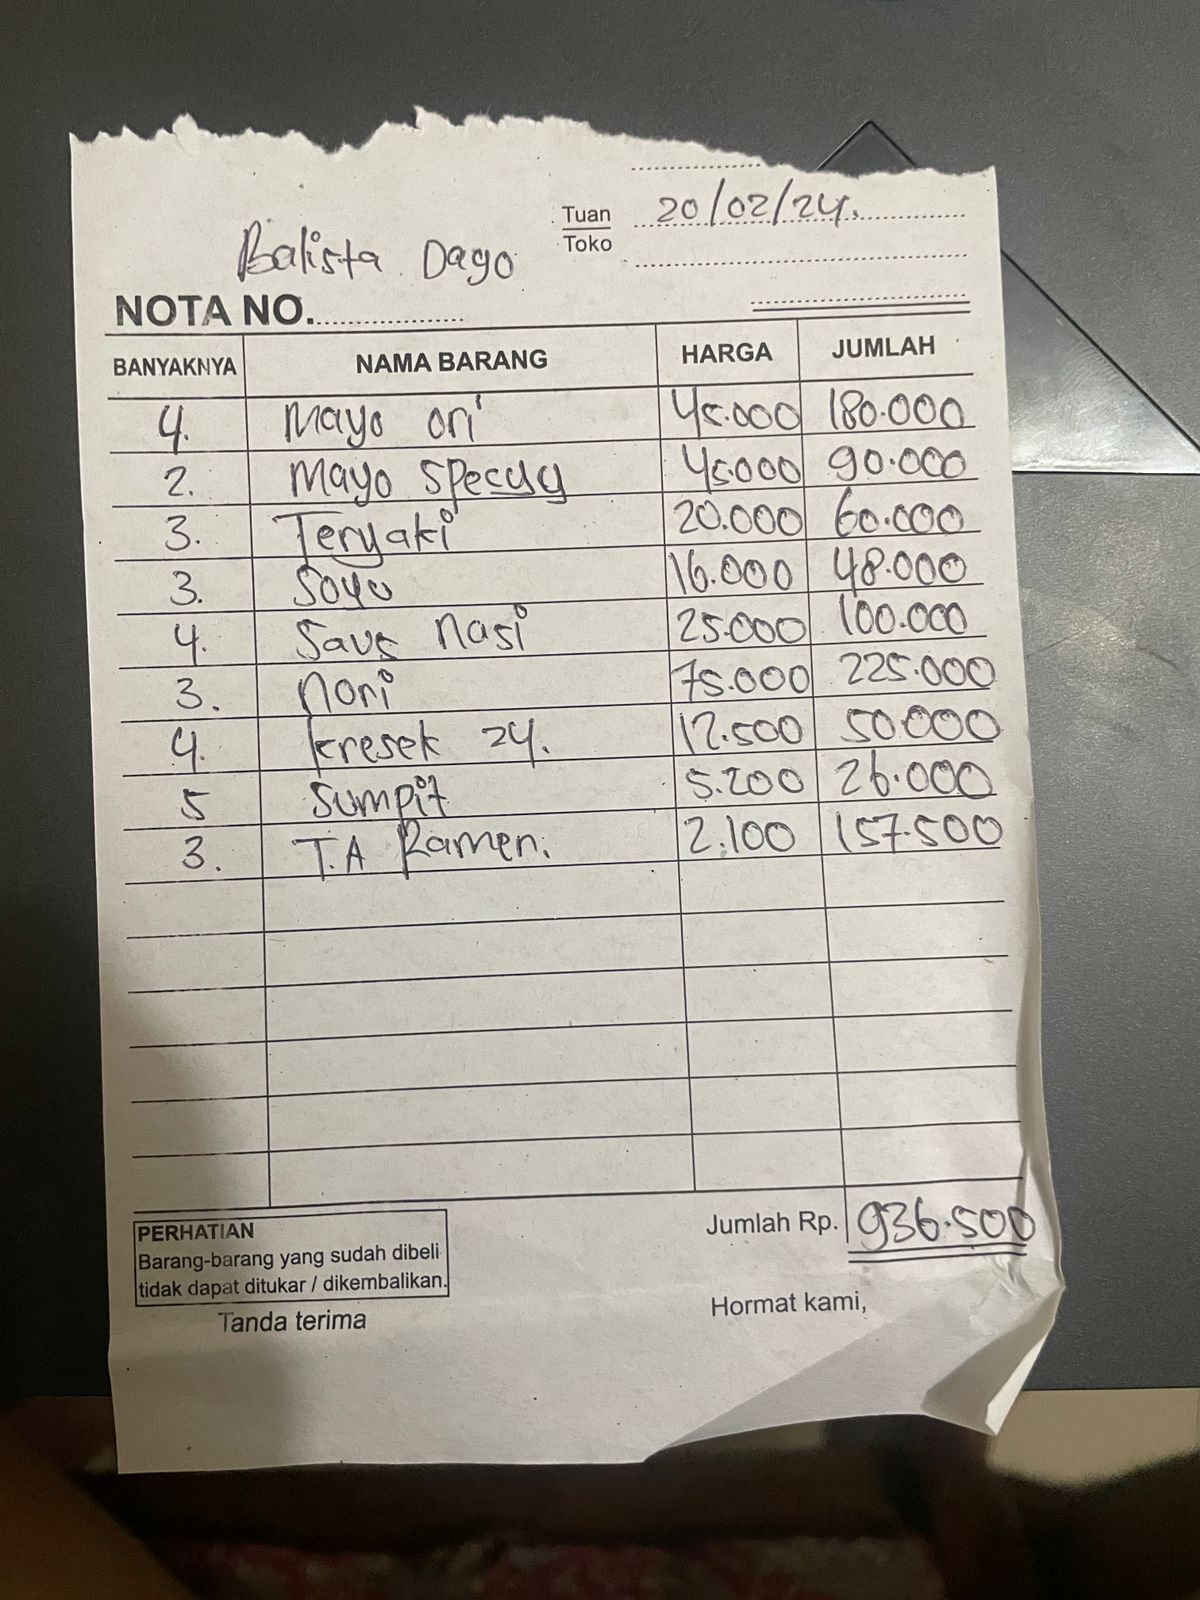 Tuan 20/02/24.
Toko
Balista Dago
NOTA NO.
BANYAKNYA NAMA BARANG HARGA JUMLAH
4. Mayo ori 45.000 180.000
2. Mayo specyy 45.000 90.000
3. Teryaki 20.000 60.000
3. Soyu 16.000 48.000
4. Saus nasi 25.000 100.000
3. nori 75.000 225.000
4. kresek 24. 12.500 50.000
5 Sumpit 5.200 26.000
3. T.A Ramen. 2.100 157.500
Jumlah Rp. 936.500
PERHATIAN
Barang-barang yang sudah dibeli
tidak dapat ditukar / dikembalikan.
Tanda terima Hormat kami,